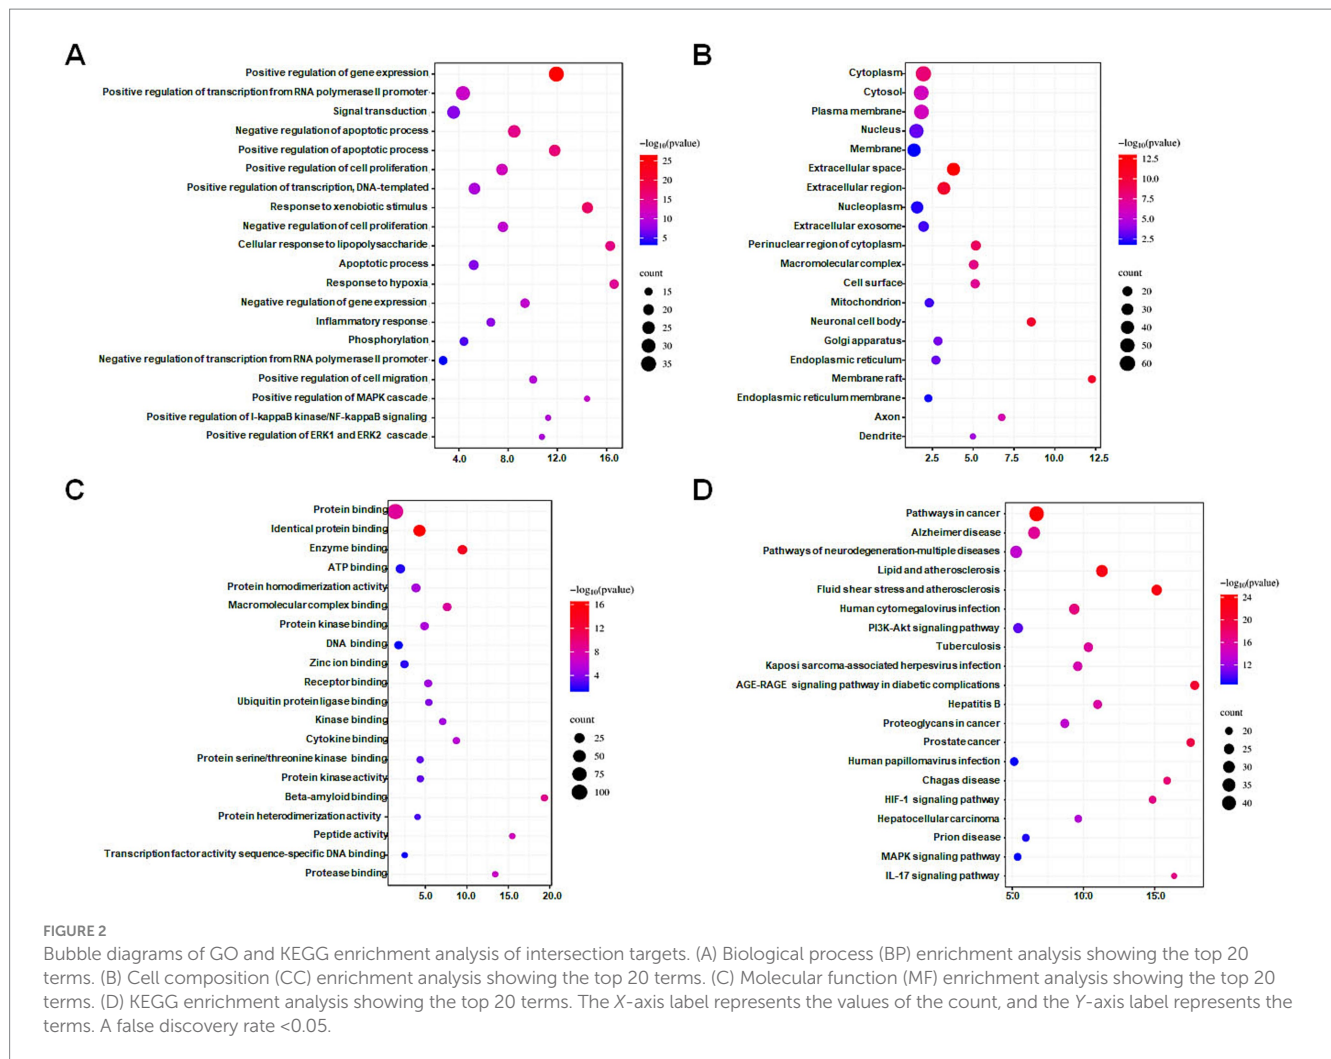 A
Positive regulation of gene expression
Positive regulation of transcription from RNA polymerase II promoter
Signal transduction
Negative regulation of apoptotic process
Positive regulation of apoptotic process
Positive regulation of cell proliferation
Positive regulation of transcription, DNA-templated
Response to xenobiotic stimulus
Negative regulation of cell proliferation
Cellular response to lipopolysaccharide
Apoptotic process
Response to hypoxia
Negative regulation of gene expression
Inflammatory response
Phosphorylation
Negative regulation of transcription from RNA polymerase II promoter
Positive regulation of cell migration
Positive regulation of MAPK cascade
Positive regulation of I-kappaB kinase/NF-kappaB signaling
Positive regulation of ERK1 and ERK2 cascade
4.0 8.0 12.0 16.0
−log10(pvalue)
25
20
15
10
5
count
15
20
25
30
35
B
Cytoplasm
Cytosol
Plasma membrane
Nucleus
Membrane
Extracellular space
Extracellular region
Nucleoplasm
Extracellular exosome
Perinuclear region of cytoplasm
Macromolecular complex
Cell surface
Mitochondrion
Neuronal cell body
Golgi apparatus
Endoplasmic reticulum
Membrane raft
Endoplasmic reticulum membrane
Axon
Dendrite
2.5 5.0 10.0 12.5
−log10(pvalue)
12.5
10.0
7.5
5.0
2.5
count
20
30
40
50
60
C
Protein binding
Identical protein binding
Enzyme binding
ATP binding
Protein homodimerization activity
Macromolecular complex binding
Protein kinase binding
DNA binding
Zinc ion binding
Receptor binding
Ubiquitin protein ligase binding
Kinase binding
Cytokine binding
Protein serine/threonine kinase binding
Protein kinase activity
Beta-amyloid binding
Protein heterodimerization activity
Peptide activity
Transcription factor activity sequence-specific DNA binding
Protease binding
5.0 10.0 15.0 20.0
−log10(pvalue)
16
12
8
4
count
25
50
75
100
D
Pathways in cancer
Alzheimer disease
Pathways of neurodegeneration-multiple diseases
Lipid and atherosclerosis
Fluid shear stress and atherosclerosis
Human cytomegalovirus infection
PI3K-Akt signaling pathway
Tuberculosis
Kaposi sarcoma-associated herpesvirus infection
AGE-RAGE signaling pathway in diabetic complications
Hepatitis B
Proteoglycans in cancer
Prostate cancer
Human papillomavirus infection
Chagas disease
HIF-1 signaling pathway
Hepatocellular carcinoma
Prion disease
MAPK signaling pathway
IL-17 signaling pathway
5.0 10.0 15.0
−log10(pvalue)
24
20
16
12
count
20
25
30
35
40
FIGURE 2
Bubble diagrams of GO and KEGG enrichment analysis of intersection targets. (A) Biological process (BP) enrichment analysis showing the top 20
terms. (B) Cell composition (CC) enrichment analysis showing the top 20 terms. (C) Molecular function (MF) enrichment analysis showing the top 20
terms. (D) KEGG enrichment analysis showing the top 20 terms. The X-axis label represents the values of the count, and the Y-axis label represents the
terms. A false discovery rate <0.05.